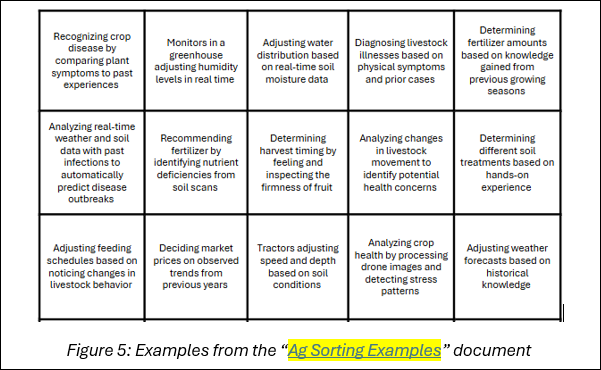 Recognizing crop
disease by
comparing plant
symptoms to past
experiences
Monitors in a
greenhouse
adjusting humidity
levels in real time
Adjusting water
distribution based
on real-time soil
moisture data
Diagnosing livestock
illnesses based on
physical symptoms
and prior cases
Determining
fertilizer amounts
based on knowledge
gained from
previous growing
seasons
Analyzing real-time
weather and soil
data with past
infections to
automatically
predict disease
outbreaks
Recommending
fertilizer by
identifying nutrient
deficiencies from
soil scans
Determining
harvest timing by
feeling and
inspecting the
firmness of fruit
Analyzing changes
in livestock
movement to
identify potential
health concerns
Determining
different soil
treatments based on
hands-on
experience
Adjusting feeding
schedules based on
noticing changes in
livestock behavior
Deciding market
prices on observed
trends from
previous years
Tractors adjusting
speed and depth
based on soil
conditions
Analyzing crop
health by processing
drone images and
detecting stress
patterns
Adjusting weather
forecasts based on
historical
knowledge
Figure 5: Examples from the “Ag Sorting Examples” document